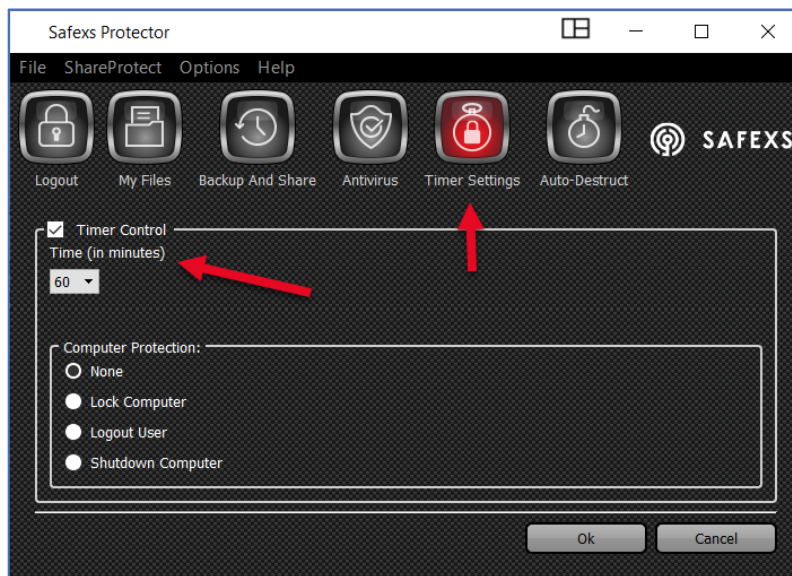 Safexs Protector
File ShareProtect Options Help
SAFEXS
Logout My Files Backup And Share Antivirus Timer Settings Auto-Destruct
Timer Control
Time (in minutes)
60
Computer Protection:
None
Lock Computer
Logout User
Shutdown Computer
Ok Cancel